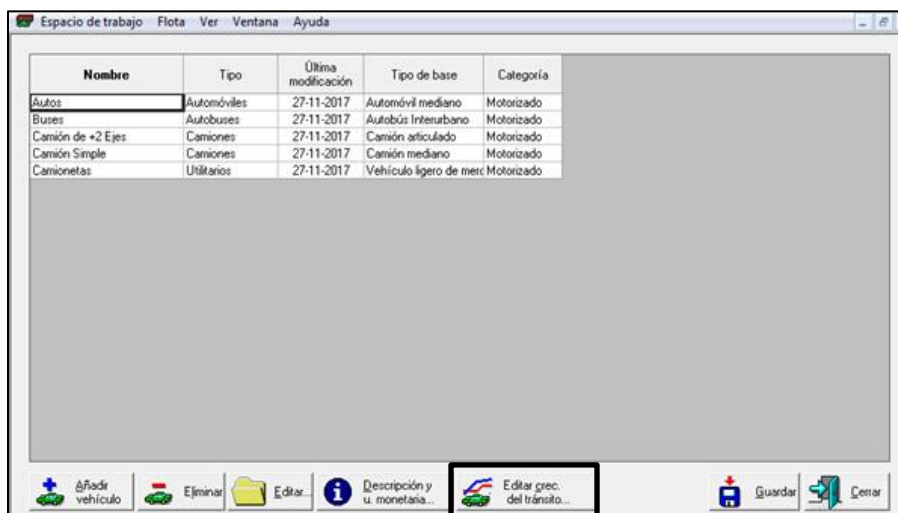 Espacio de trabajo Flota Ver Ventana Ayuda
Nombre Tipo Última modificación Tipo de base Categoría
Autos Automóviles 27-11-2017 Automóvil mediano Motorizado
Buses Autobuses 27-11-2017 Autobús Interurbano Motorizado
Camión de +2 Ejes Camiones 27-11-2017 Camión articulado Motorizado
Camión Simple Camiones 27-11-2017 Camión mediano Motorizado
Camionetas Utilitarios 27-11-2017 Vehículo ligero de merc Motorizado
Añadir vehículo Eliminar Editar... Descripción y u. monetaria... Editar crec. del tránsito... Guardar Cerrar